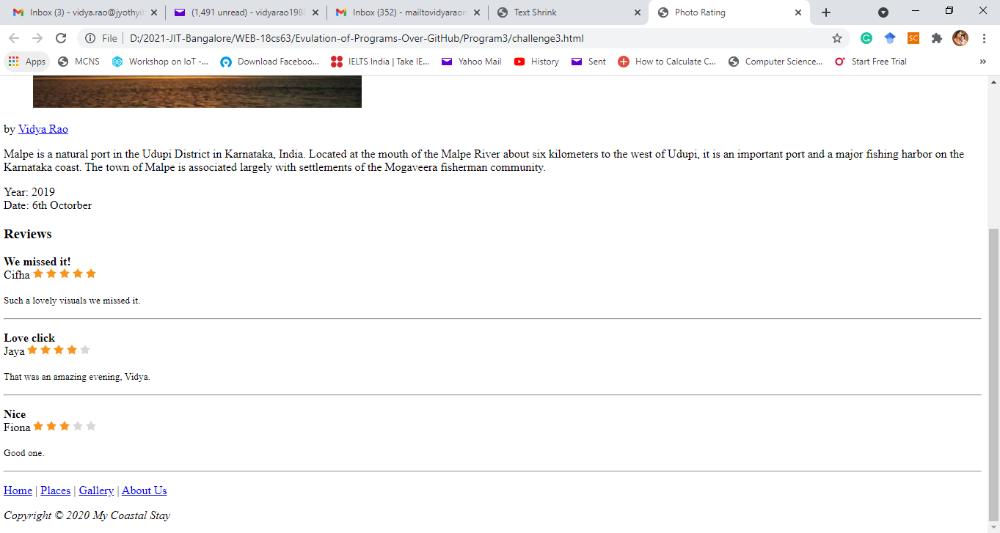 Inbox (3) - vidya.rao@jyothyit
(1,491 unread) - vidyarao198
Inbox (352) - mailtovidyaraon
Text Shrink
Photo Rating
File | D:/2021-JIT-Bangalore/WEB-18cs63/Evulation-of-Programs-Over-GitHub/Program3/challenge3.html
SC
Apps MCNS Workshop on IoT -... Download Faceboo... IELTS India | Take IE... Yahoo Mail History Sent How to Calculate C... Computer Science... Start Free Trial »
by Vidya Rao
Malpe is a natural port in the Udupi District in Karnataka, India. Located at the mouth of the Malpe River about six kilometers to the west of Udupi, it is an important port and a major fishing harbor on the
Karnataka coast. The town of Malpe is associated largely with settlements of the Mogaveera fisherman community.
Year: 2019
Date: 6th Octorber
Reviews
We missed it!
Cifha
Such a lovely visuals we missed it.
Love click
Jaya
That was an amazing evening, Vidya.
Nice
Fiona
Good one.
Home | Places | Gallery | About Us
Copyright © 2020 My Coastal Stay